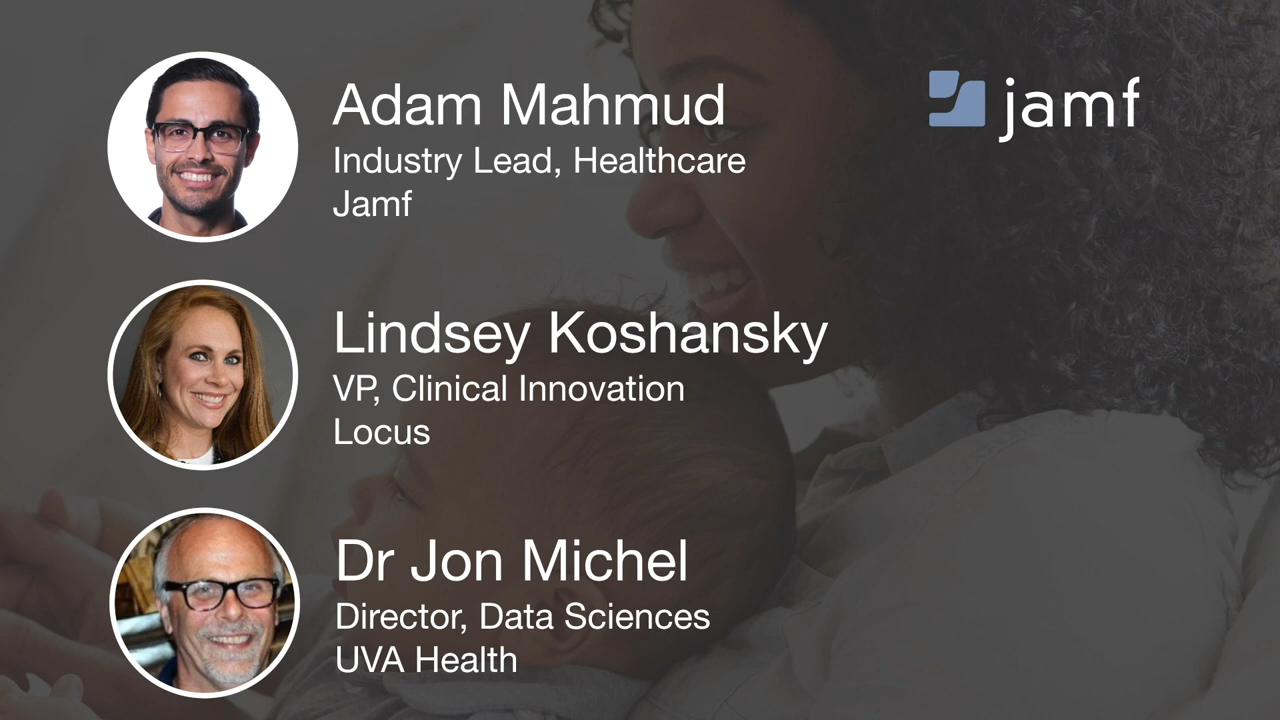 Adam Mahmud
Industry Lead, Healthcare
Jamf
jamf
Lindsey Koshansky
VP, Clinical Innovation
Locus
Dr Jon Michel
Director, Data Sciences
UVA Health